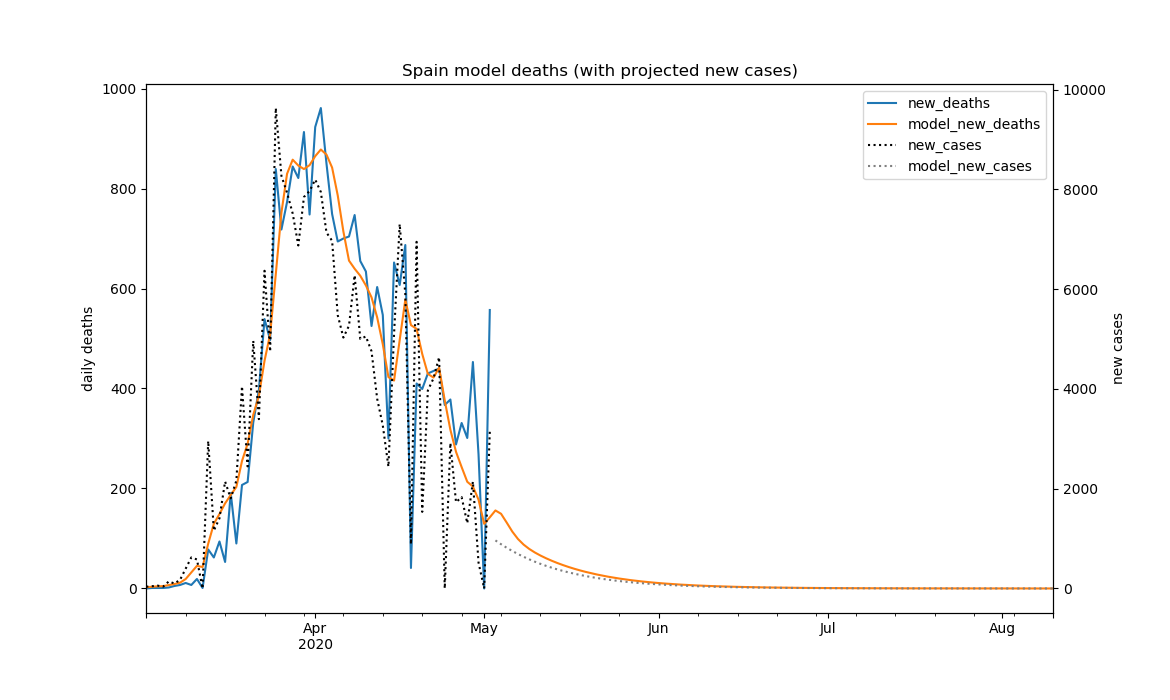 Spain model deaths (with projected new cases)
1000
800
600
400
200
0
daily deaths
10000
8000
6000
4000
2000
0
new cases
new_deaths
model_new_deaths
new_cases
model_new_cases
Apr
2020
May
Jun
Jul
Aug